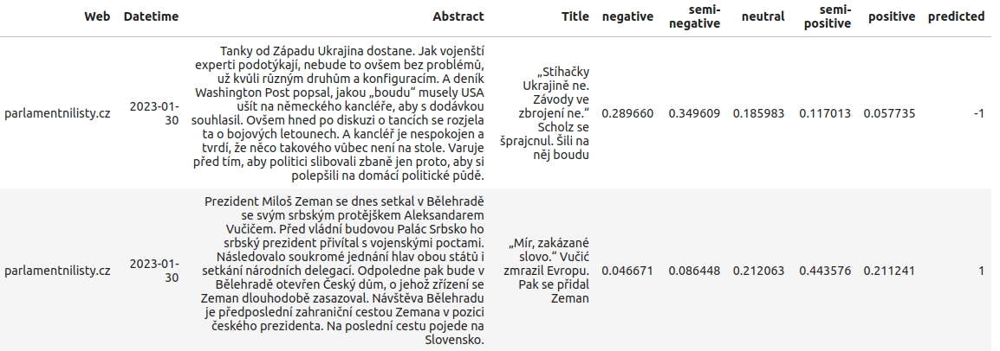 Web Datetime Abstract Title negative semi-negative neutral semi-positive positive predicted
parlamentnilisty.cz
2023-01-
30
Tanky od Západu Ukrajina dostane. Jak vojenští
experti podotýkají, nebude to ovšem bez problémů,
už kvůli různým druhům a konfiguracím. A deník
Washington Post popsal, jakou „boudu“ musely USA
ušít na německého kancléře, aby s dodávkou
souhlasil. Ovšem hned po diskuzi o tancích se rozjela
ta o bojových letounech. A kancléř je nespokojen a
tvrdí, že něco takového vůbec není na stole. Varuje
před tím, aby politici slibovali zbaně jen proto, aby si
polepšili na domácí politické půdě.
„Stíhačky
Ukrajině ne.
Závody ve
zbrojení ne.“
Scholz se
šprajcnul. Šili na
něj boudu
0.289660 0.349609 0.185983 0.117013 0.057735 -1
parlamentnilisty.cz
2023-01-
30
Prezident Miloš Zeman se dnes setkal v Bělehradě
se svým srbským protějškem Aleksandarem
Vučičem. Před vládní budovou Palác Srbsko ho
srbský prezident přivítal s vojenskými poctami.
Následovalo soukromé jednání hlav obou států i
setkání národních delegací. Odpoledne pak bude v
Bělehradě otevřen Český dům, o jehož zřízení se
Zeman dlouhodobě zasazoval. Návštěva Bělehradu
je předposlední zahraniční cestou Zemana v pozici
českého prezidenta. Na poslední cestu pojede na
Slovensko.
„Mír, zakázané
slovo.“ Vučić
zmrazil Evropu.
Pak se přidal
Zeman
0.046671 0.086448 0.212063 0.443576 0.211241 1